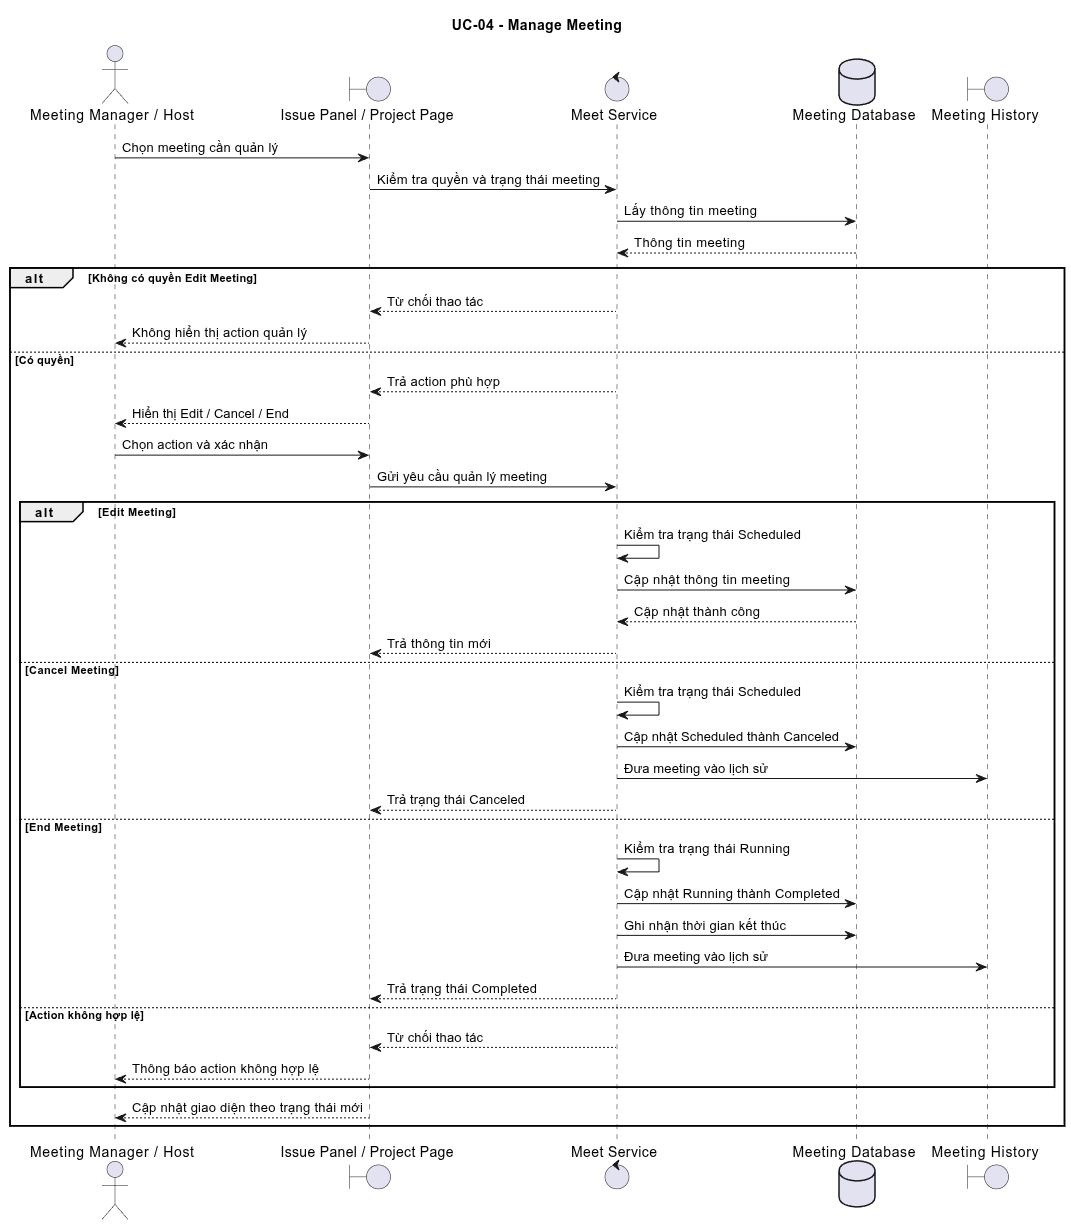 UC-04 - Manage Meeting
Meeting Manager / Host
Issue Panel / Project Page
Meet Service
Meeting Database
Meeting History
Chọn meeting cần quản lý
Kiểm tra quyền và trạng thái meeting
Lấy thông tin meeting
Thông tin meeting
alt
[Không có quyền Edit Meeting]
Từ chối thao tác
Không hiển thị action quản lý
[Có quyền]
Trả action phù hợp
Hiển thị Edit / Cancel / End
Chọn action và xác nhận
Gửi yêu cầu quản lý meeting
alt
[Edit Meeting]
Kiểm tra trạng thái Scheduled
Cập nhật thông tin meeting
Cập nhật thành công
Trả thông tin mới
[Cancel Meeting]
Kiểm tra trạng thái Scheduled
Cập nhật Scheduled thành Canceled
Đưa meeting vào lịch sử
Trả trạng thái Canceled
[End Meeting]
Kiểm tra trạng thái Running
Cập nhật Running thành Completed
Ghi nhận thời gian kết thúc
Đưa meeting vào lịch sử
Trả trạng thái Completed
[Action không hợp lệ]
Từ chối thao tác
Thông báo action không hợp lệ
Cập nhật giao diện theo trạng thái mới
Meeting Manager / Host
Issue Panel / Project Page
Meet Service
Meeting Database
Meeting History